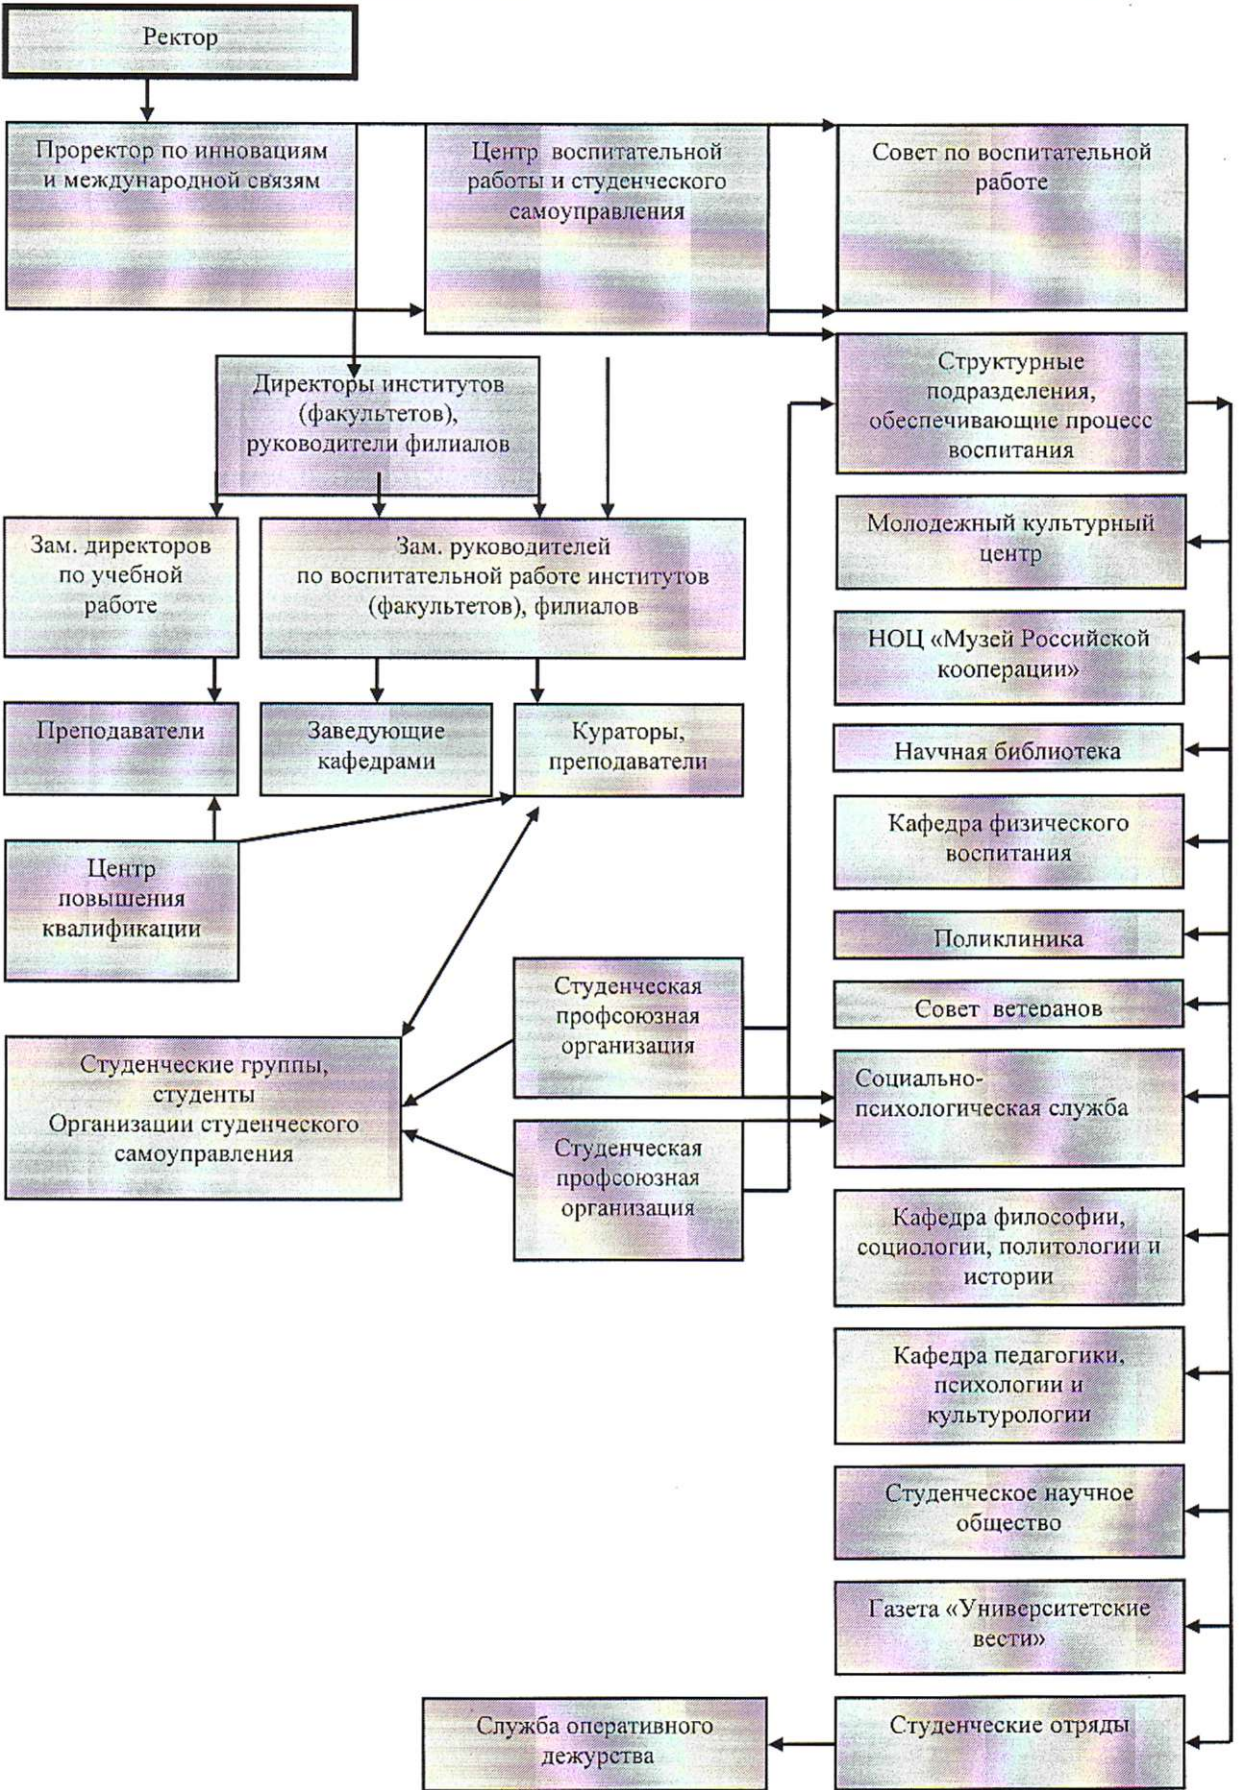 Ректор
Проректор по инновациям
и международной связям
Центр воспитательной
работы и студенческого
самоуправления
Совет по воспитательной
работе
Директоры институтов
(факультетов),
руководители филиалов
Структурные
подразделения,
обеспечивающие процесс
воспитания
Зам. директоров
по учебной
работе
Зам. руководителей
по воспитательной работе институтов
(факультетов), филиалов
Молодежный культурный
центр
НОЦ «Музей Российской
кооперации»
Преподаватели
Заведующие
кафедрами
Кураторы,
преподаватели
Научная библиотека
Кафедра физического
воспитания
Центр
повышения
квалификации
Поликлиника
Студенческая
профсоюзная
организация
Совет ветеранов
Студенческие группы,
студенты
Организации студенческого
самоуправления
Социально-
психологическая служба
Студенческая
профсоюзная
организация
Кафедра философии,
социологии, политологии и
истории
Кафедра педагогики,
психологии и
культурологии
Студенческое научное
общество
Газета «Университетские
вести»
Служба оперативного
дежурства
Студенческие отряды